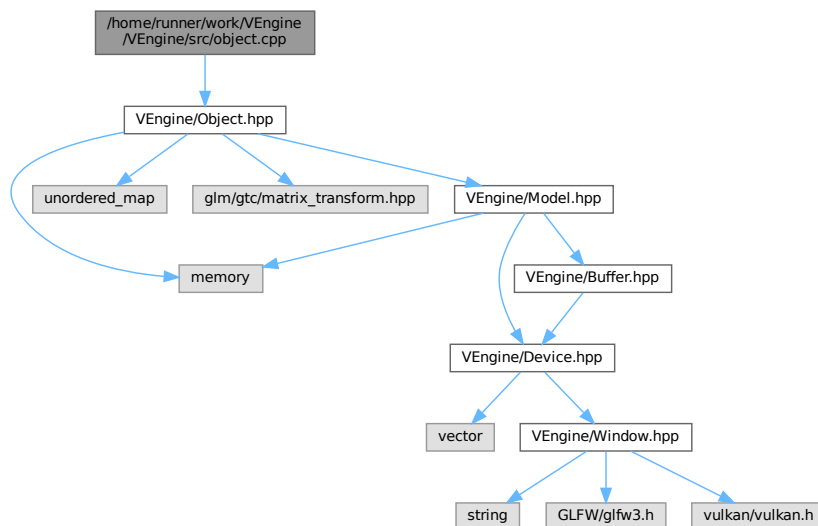 /home/runner/work/VEngine
/VEngine/src/object.cpp
VEngine/Object.hpp
unordered_map
glm/gtc/matrix_transform.hpp
VEngine/Model.hpp
memory
VEngine/Buffer.hpp
VEngine/Device.hpp
vector
VEngine/Window.hpp
string
GLFW/glfw3.h
vulkan/vulkan.h